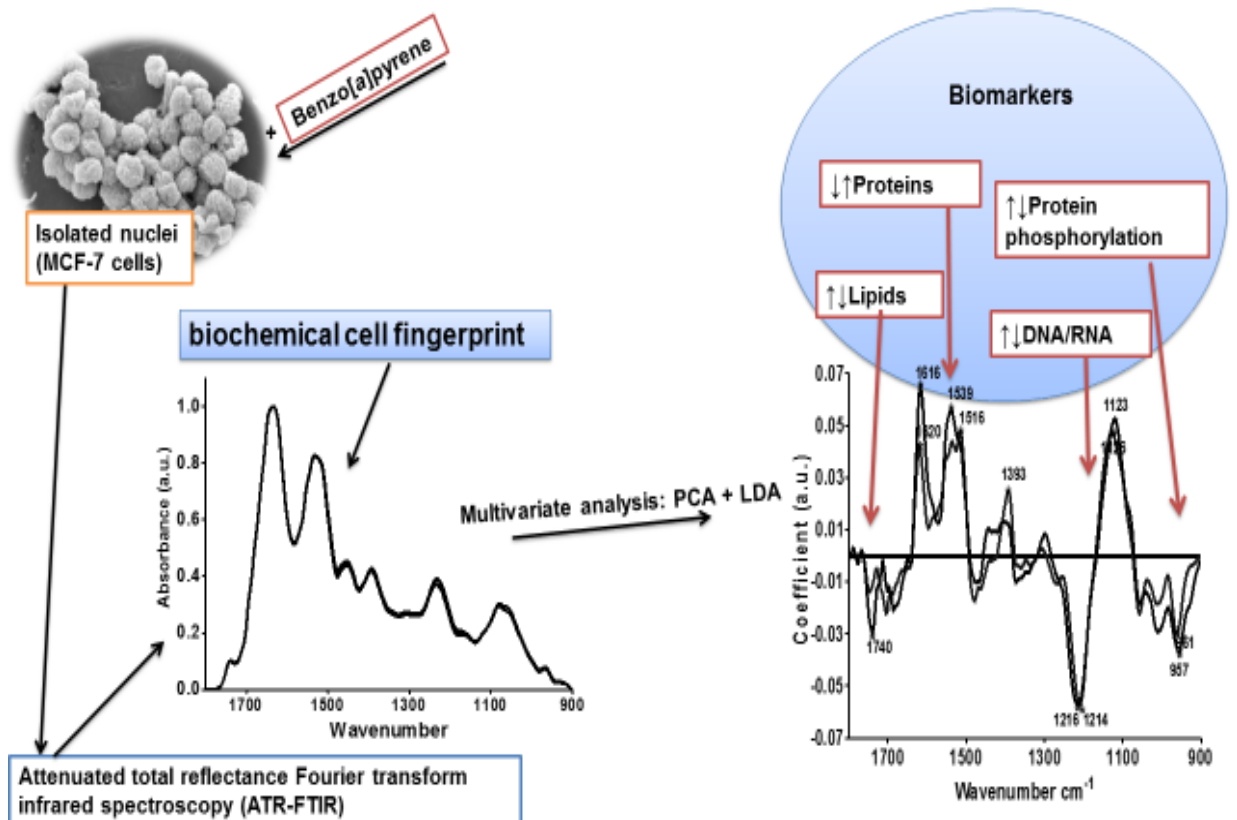 Benzo[a]pyrene
+
Isolated nuclei
(MCF-7 cells)
biochemical cell fingerprint
Absorbance (a.u.)
1.0
0.8
0.6
0.4
0.2
0.0
1700 1500 1300 1100 900
Wavenumber
Attenuated total reflectance Fourier transform
infrared spectroscopy (ATR-FTIR)
Multivariate analysis: PCA + LDA
Biomarkers
↓↑Proteins
↑↓Protein
phosphorylation
↑↓Lipids
↑↓DNA/RNA
Coefficient (a.u.)
0.07
0.05
0.03
0.01
-0.01
-0.03
-0.05
-0.07
1616
1539
1516
1393
1123
1740
957
1216 1214
1700 1500 1300 1100 900
Wavenumber cm-1